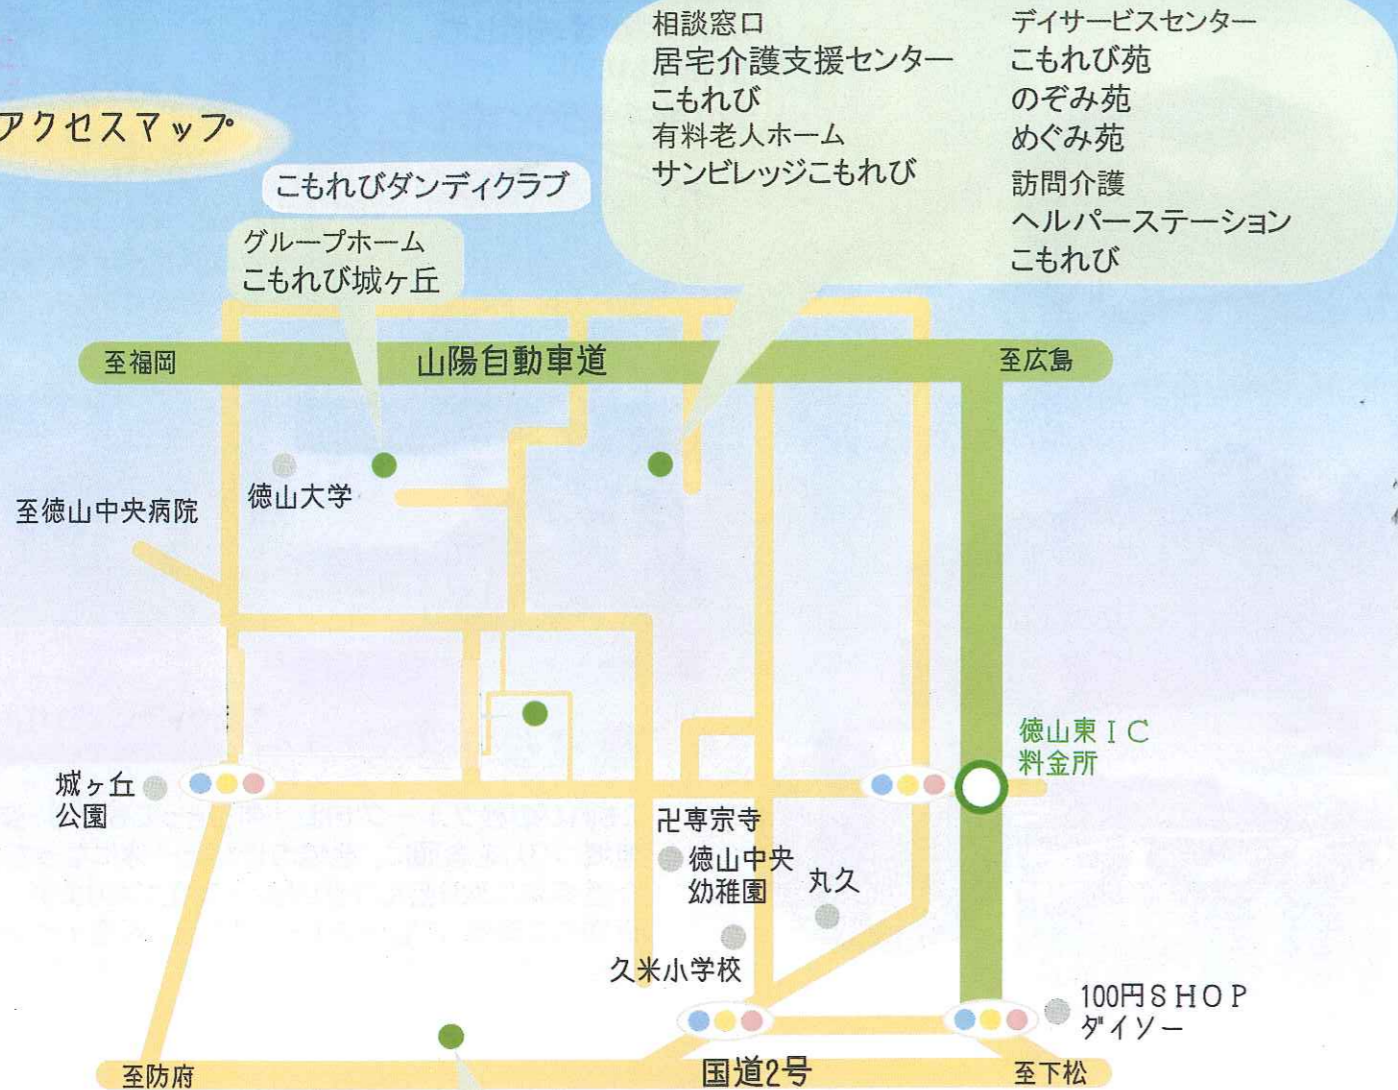 アクセスマップ
相談窓口
居宅介護支援センター
こもれび
有料老人ホーム
サンビレッジこもれび
デイサービスセンター
こもれび苑
のぞみ苑
めぐみ苑
訪問介護
ヘルパーステーション
こもれび
こもれびダンディクラブ
グループホーム
こもれび城ヶ丘
至福岡
山陽自動車道
至広島
徳山大学
至徳山中央病院
徳山東IC
料金所
城ヶ丘
公園
卍専宗寺
徳山中央
幼稚園
丸久
久米小学校
100円SHOP
ダイソー
至防府
国道2号
至下松